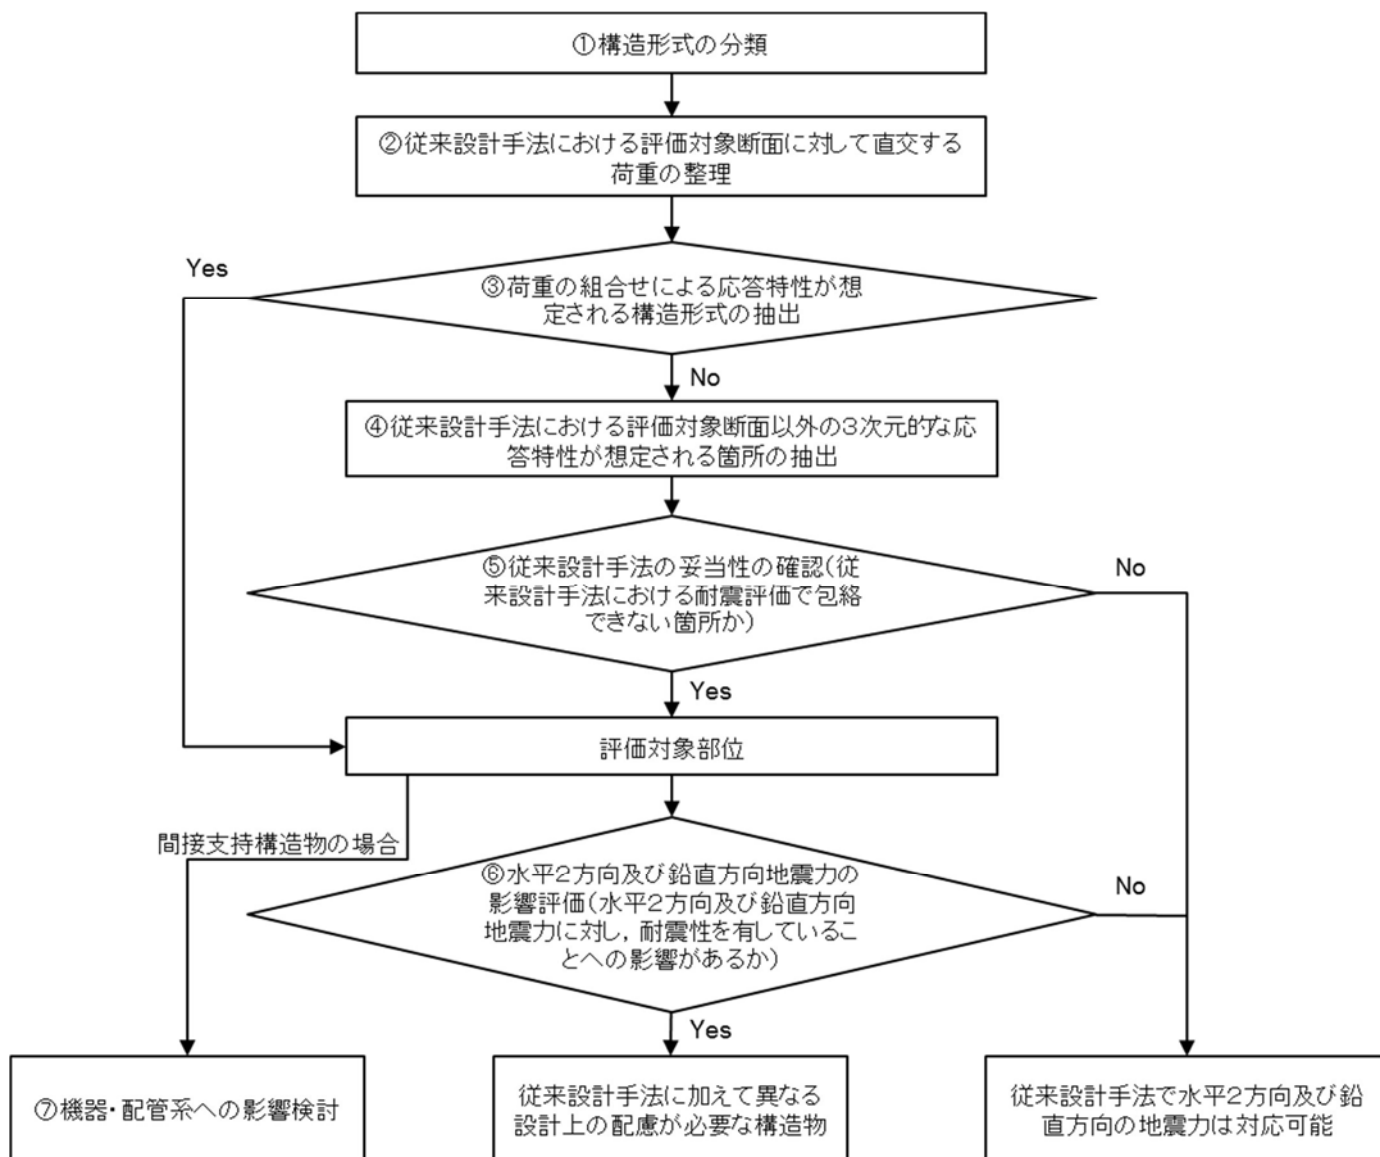 ①構造形式の分類
②従来設計手法における評価対象断面に対して直交する
荷重の整理
Yes
③荷重の組合せによる応答特性が想
定される構造形式の抽出
No
④従来設計手法における評価対象断面以外の3次元的な応
答特性が想定される箇所の抽出
⑤従来設計手法の妥当性の確認(従
来設計手法における耐震評価で包絡
できない箇所か)
No
Yes
評価対象部位
間接支持構造物の場合
⑥水平2方向及び鉛直方向地震力の
影響評価(水平2方向及び鉛直方向
地震力に対し,耐震性を有しているこ
とへの影響があるか)
No
Yes
⑦機器・配管系への影響検討
従来設計手法に加えて異なる
設計上の配慮が必要な構造物
従来設計手法で水平2方向及び鉛
直方向の地震力は対応可能